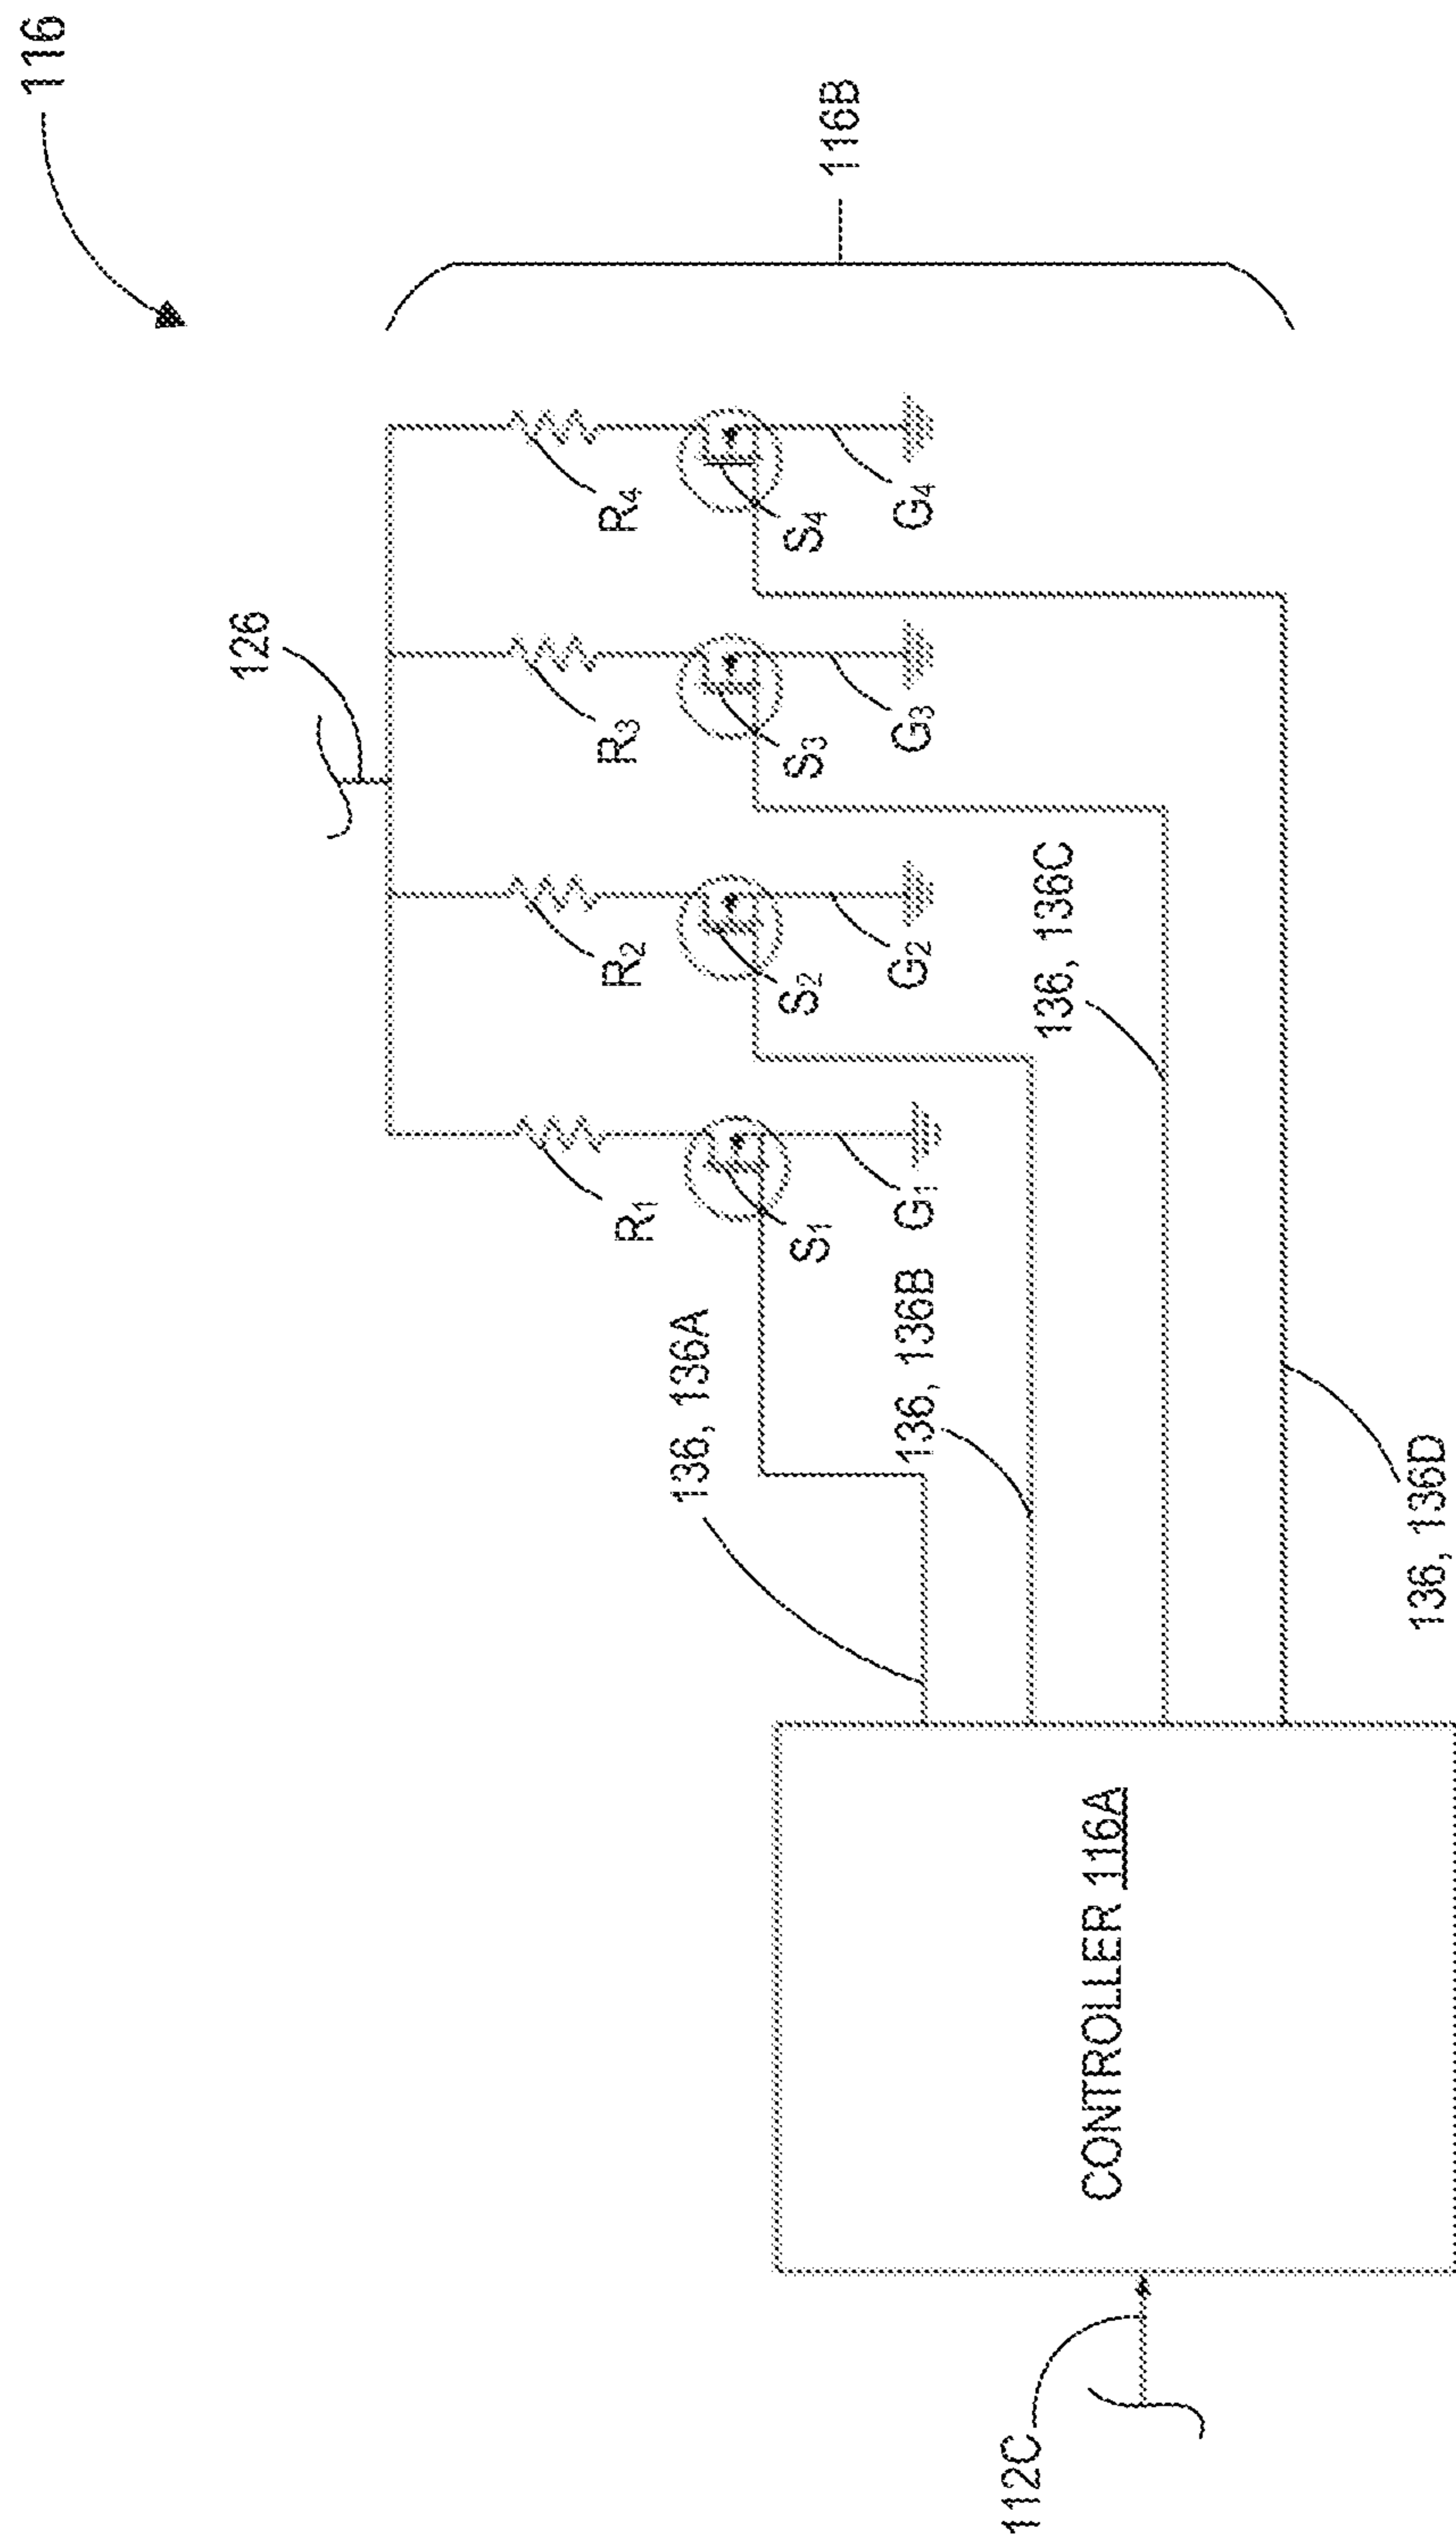 116
126
116B
R1
R2
R3
R4
S1
S2
S3
S4
G1
G2
G3
G4
136, 136A
136, 136B
136, 136C
136, 136D
CONTROLLER 116A
112C